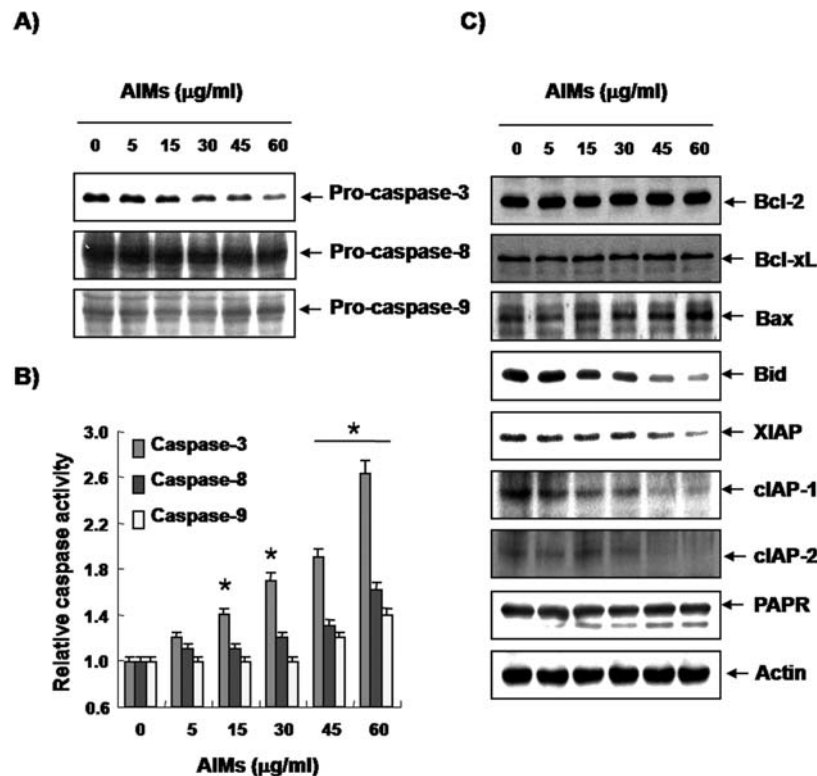 A)
AIMs (μg/ml)
0 5 15 30 45 60
Pro-caspase-3
Pro-caspase-8
Pro-caspase-9
B)
Relative caspase activity
3.0
2.6
2.2
1.8
1.4
1.0
0.6
Caspase-3
Caspase-8
Caspase-9
* * *
0 5 15 30 45 60
AIMs (μg/ml)
C)
AIMs (μg/ml)
0 5 15 30 45 60
Bcl-2
Bcl-xL
Bax
Bid
XIAP
cIAP-1
cIAP-2
PAPR
Actin